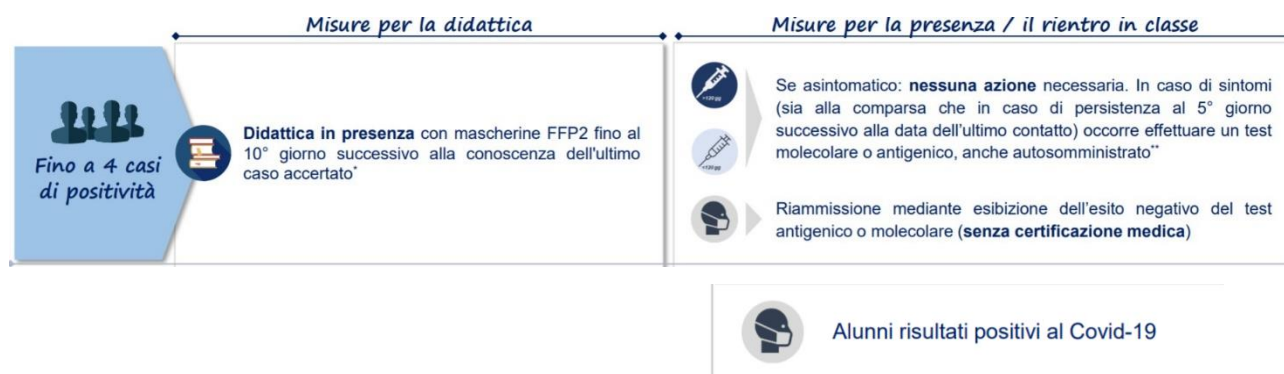 Misure per la didattica
Misure per la presenza / il rientro in classe
Fino a 4 casi
di positività
Didattica in presenza con mascherine FFP2 fino al
10° giorno successivo alla conoscenza dell'ultimo
caso accertato*
<120 gg
>120 gg
Se asintomatico: nessuna azione necessaria. In caso di sintomi
(sia alla comparsa che in caso di persistenza al 5° giorno
successivo alla data dell'ultimo contatto) occorre effettuare un test
molecolare o antigenico, anche autosomministrato**
Riammissione mediante esibizione dell'esito negativo del test
antigenico o molecolare (senza certificazione medica)
Alunni risultati positivi al Covid-19